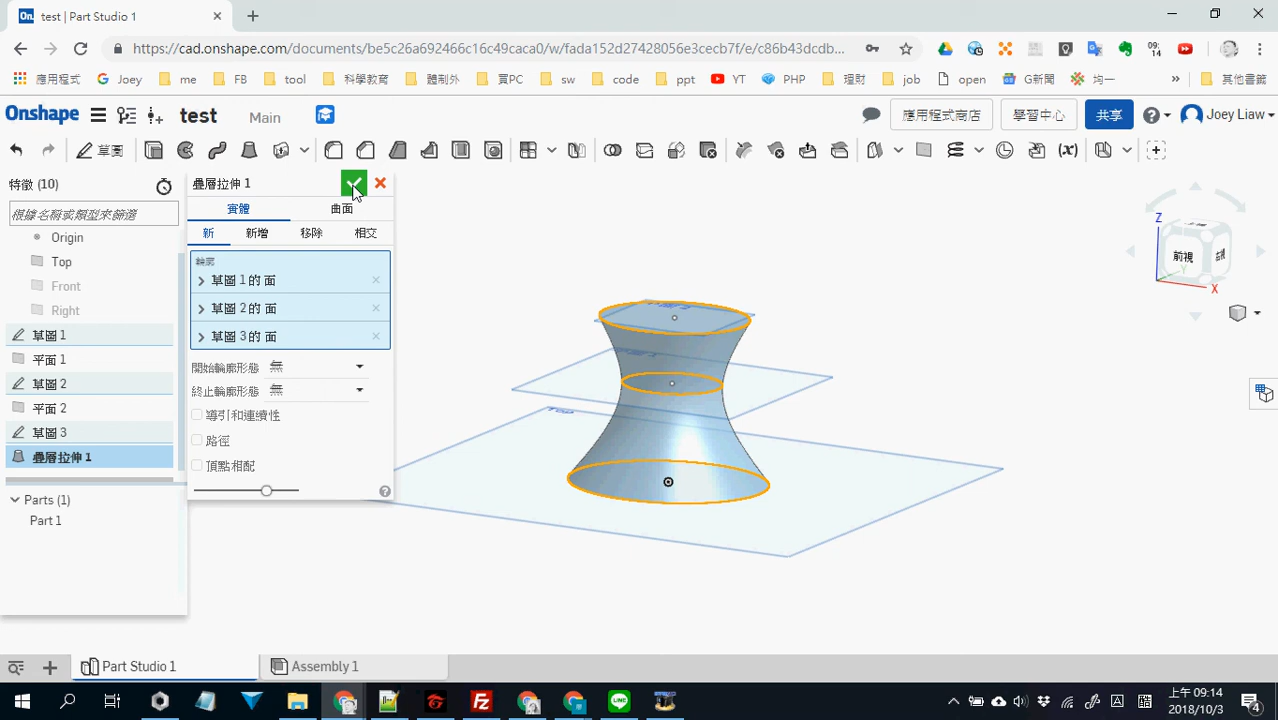 test | Part Studio 1
https://cad.onshape.com/documents/be5c26a692466c16c49caca0/w/fada152d27428056e3cecb7f/e/c86b43dcdb...
09:14
應用程式 Joey me FB tool 科學教育 體制外 買PC sw code ppt YT PHP 理財 job open G新聞 均一 » 其他書籤
Onshape test Main 應用程式商店 學習中心 共享 Joey Liaw
草圖
特徵 (10)
根據名稱或類型來篩選
Origin
Top
Front
Right
草圖 1
平面 1
草圖 2
平面 2
草圖 3
疊層拉伸 1
Parts (1)
Part 1
疊層拉伸 1
實體 曲面
新 新增 移除 相交
輪廓
草圖 1 的 面
草圖 2 的 面
草圖 3 的 面
開始輪廓形態 無
終止輪廓形態 無
導引和連續性
路徑
頂點相配
Top
Z
前視
右視
Y
X
Part Studio 1 Assembly 1
上午 09:14
2018/10/3
4